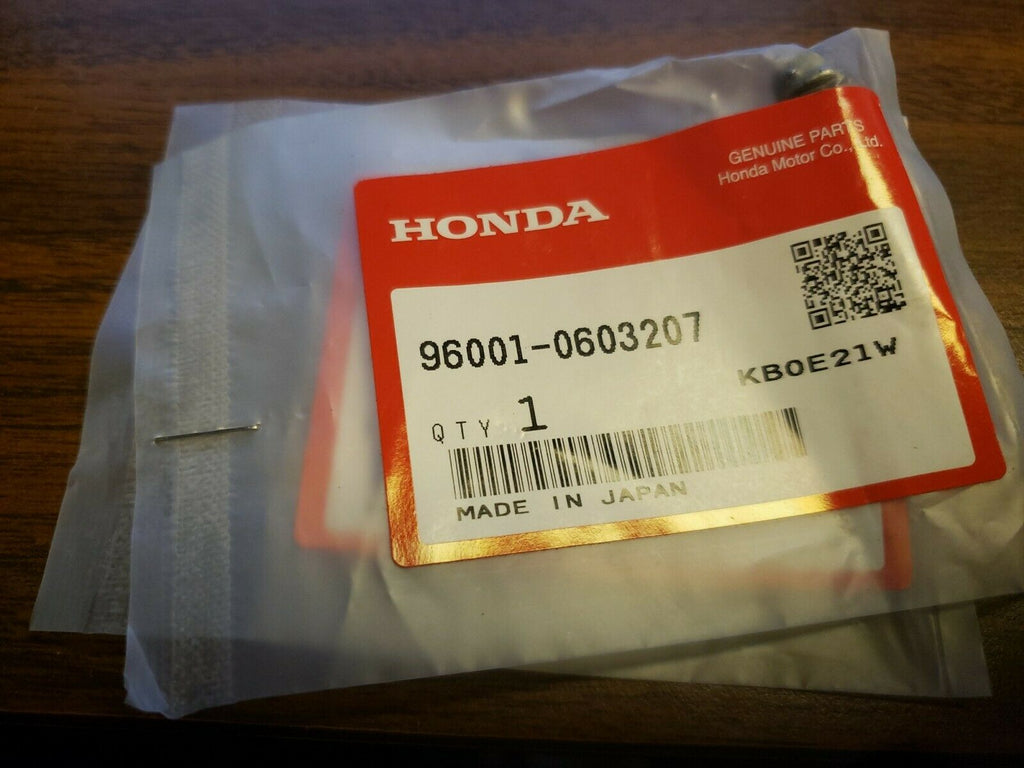 GENUINE PARTS
Honda Motor Co., Ltd.
HONDA
96001-0603207
KB0E21W
QTY 1
MADE IN JAPAN